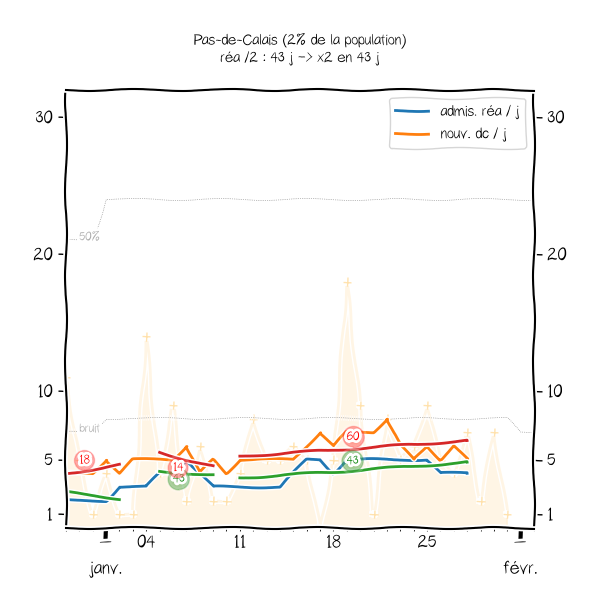 Pas-de-Calais (2% de la population)
réa /2 : 43 j -> x2 en 43 j
admis. réa / j
nouv. dc / j
30
30
50%
20
20
10
10
bruit
60
18
43
14
43
5
5
1
1
04
11
18
25
janv.
févr.